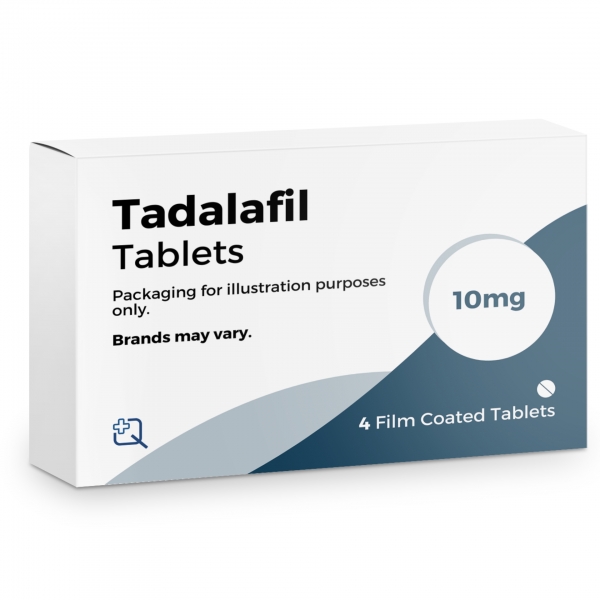 Tadalafil
Tablets
Packaging for illustration purposes
only.
Brands may vary.
10mg
4 Film Coated Tablets